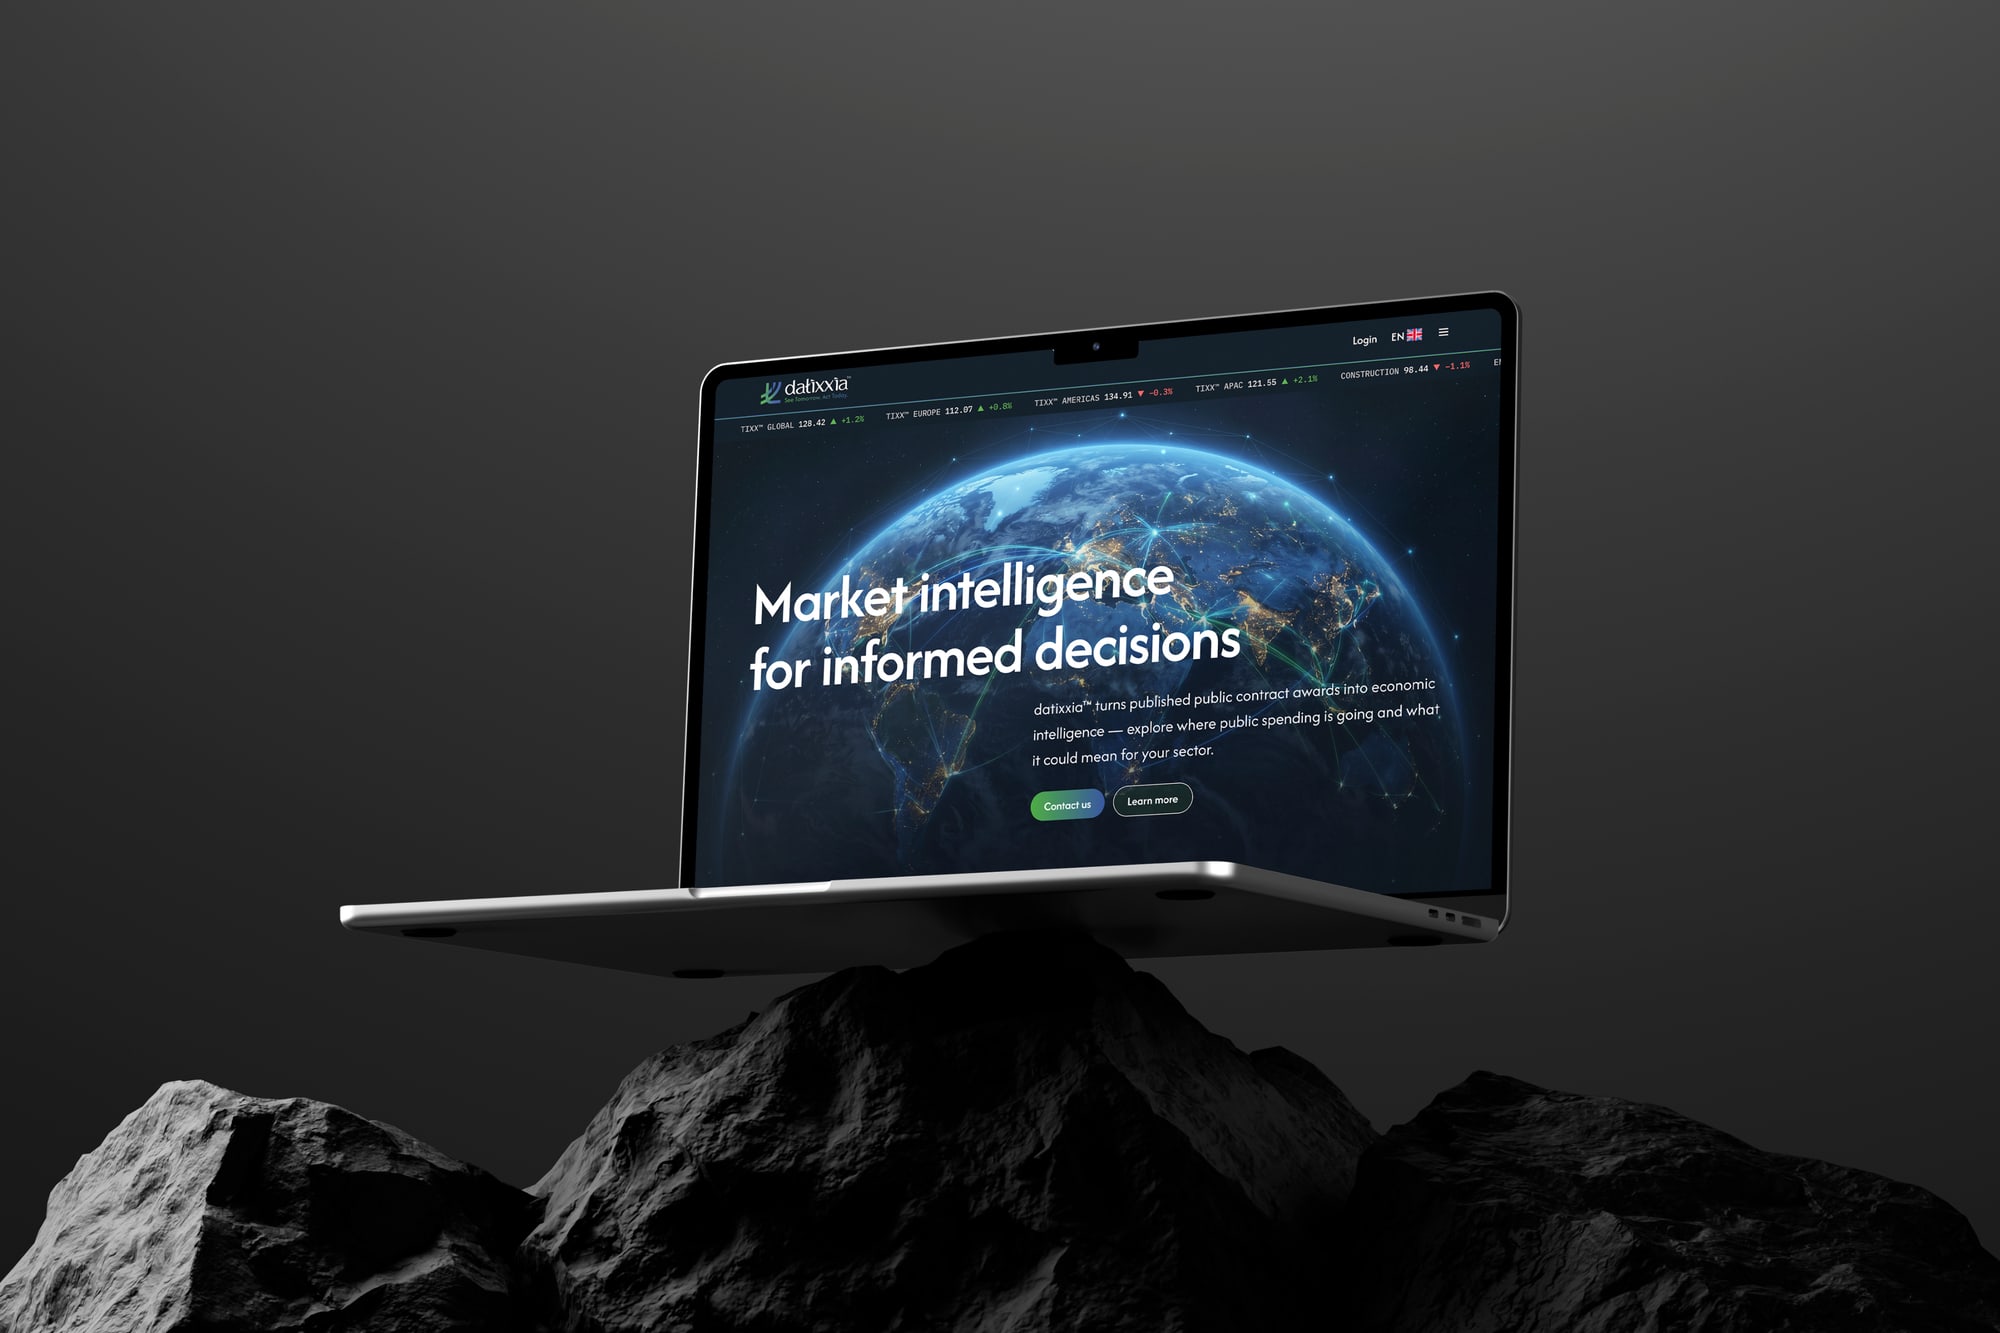 Login EN
datixxia™
See Tomorrow. Act Today.
TIXX™ GLOBAL 128.42 ▲ +1.2% TIXX™ EUROPE 112.07 ▲ +0.8% TIXX™ AMERICAS 134.91 ▼ -0.3% TIXX™ APAC 121.55 ▲ +2.1% CONSTRUCTION 98.44 ▼ -1.1%
Market intelligence
for informed decisions
datixxia™ turns published public contract awards into economic
intelligence — explore where public spending is going and what
it could mean for your sector.
Contact us Learn more